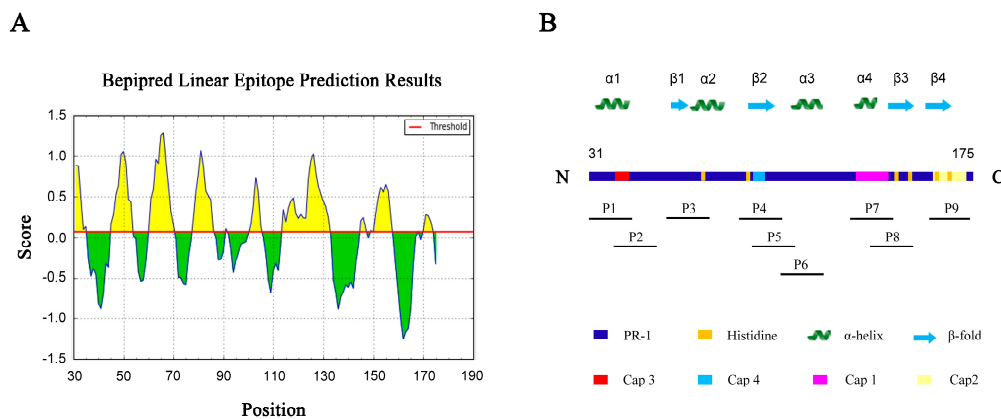 A
B
Bepipred Linear Epitope Prediction Results
Threshold
1.5
1.0
0.5
0.0
-0.5
-1.0
-1.5
Score
30 50 70 90 110 130 150 170 190
Position
α1 β1 α2 β2 α3 α4 β3 β4
31 175
N C
P1 P3 P4 P7 P9
P2 P5 P8
P6
PR-1 Histidine α-helix β-fold
Cap 3 Cap 4 Cap 1 Cap2